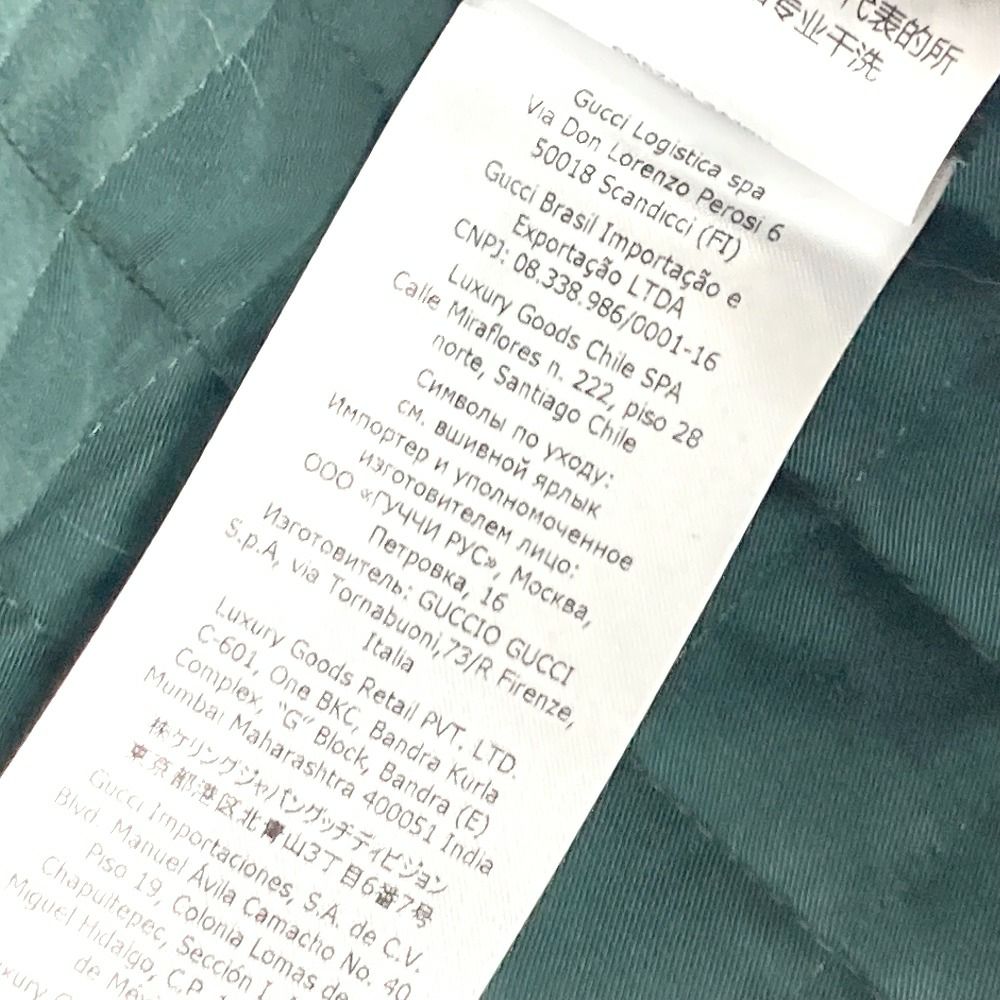 代表的所
专业干洗
Gucci Logistica spa
Via Don Lorenzo Perosi 6
50018 Scandicci (FI)
Gucci Brasil Importação e
Exportação LTDA
CNPJ: 08.338.986/0001-16
Luxury Goods Chile SPA
Calle Miraflores n. 222, piso 28
norte, Santiago Chile
Символы по уходу:
см. вшивной ярлык
Импортер и уполномоченное
изготовителем лицо:
ООО «ГУЧЧИ РУС», Москва,
Петровка, 16
Изготовитель: GUCCIO GUCCI
S.p.A, via Tornabuoni,73/R Firenze,
Italia
Luxury Goods Retail PVT. LTD.
C-601, One BKC, Bandra Kurla
Complex, "G" Block, Bandra (E)
Mumbai Maharashtra 400051 India
㈱ケリングジャパングッチディビジョン
東京都港区北青山3丁目6番7号
Gucci Importaciones, S.A. de C.V.
Blvd. Manuel Ávila Camacho No. 40
Piso 19, Colonia Lomas de
Chapultepec, Sección I,
Miguel Hidalgo, C.P.
de